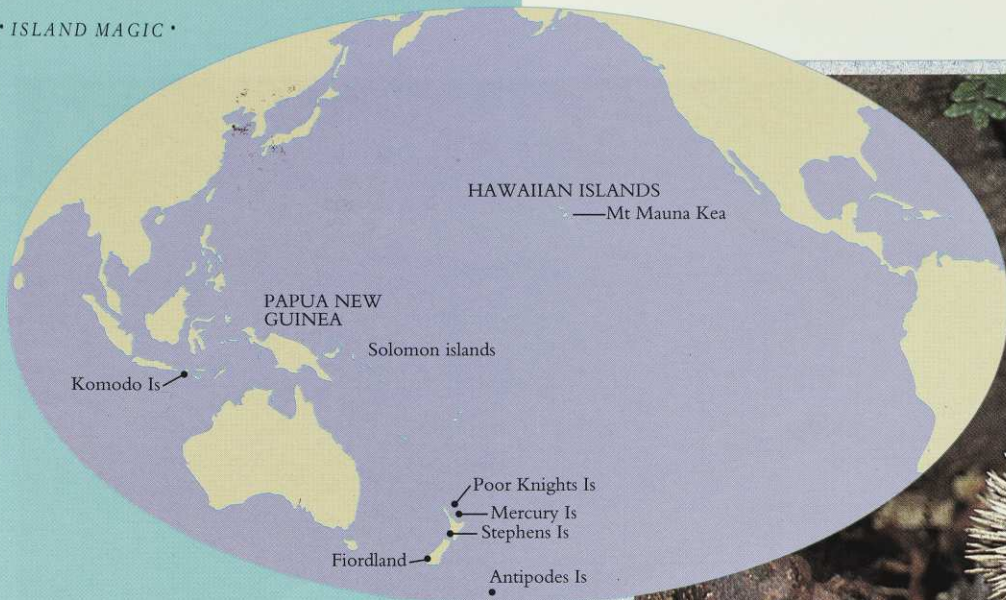 • ISLAND MAGIC •
HAWAIIAN ISLANDS
Mt Mauna Kea
PAPUA NEW
GUINEA
Solomon islands
Komodo Is
Poor Knights Is
Mercury Is
Stephens Is
Fiordland
Antipodes Is